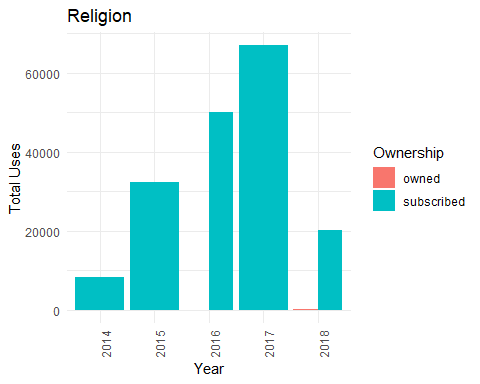 Religion
60000
40000
20000
0
Total Uses
2014
2015
2016
2017
2018
Year
Ownership
owned
subscribed